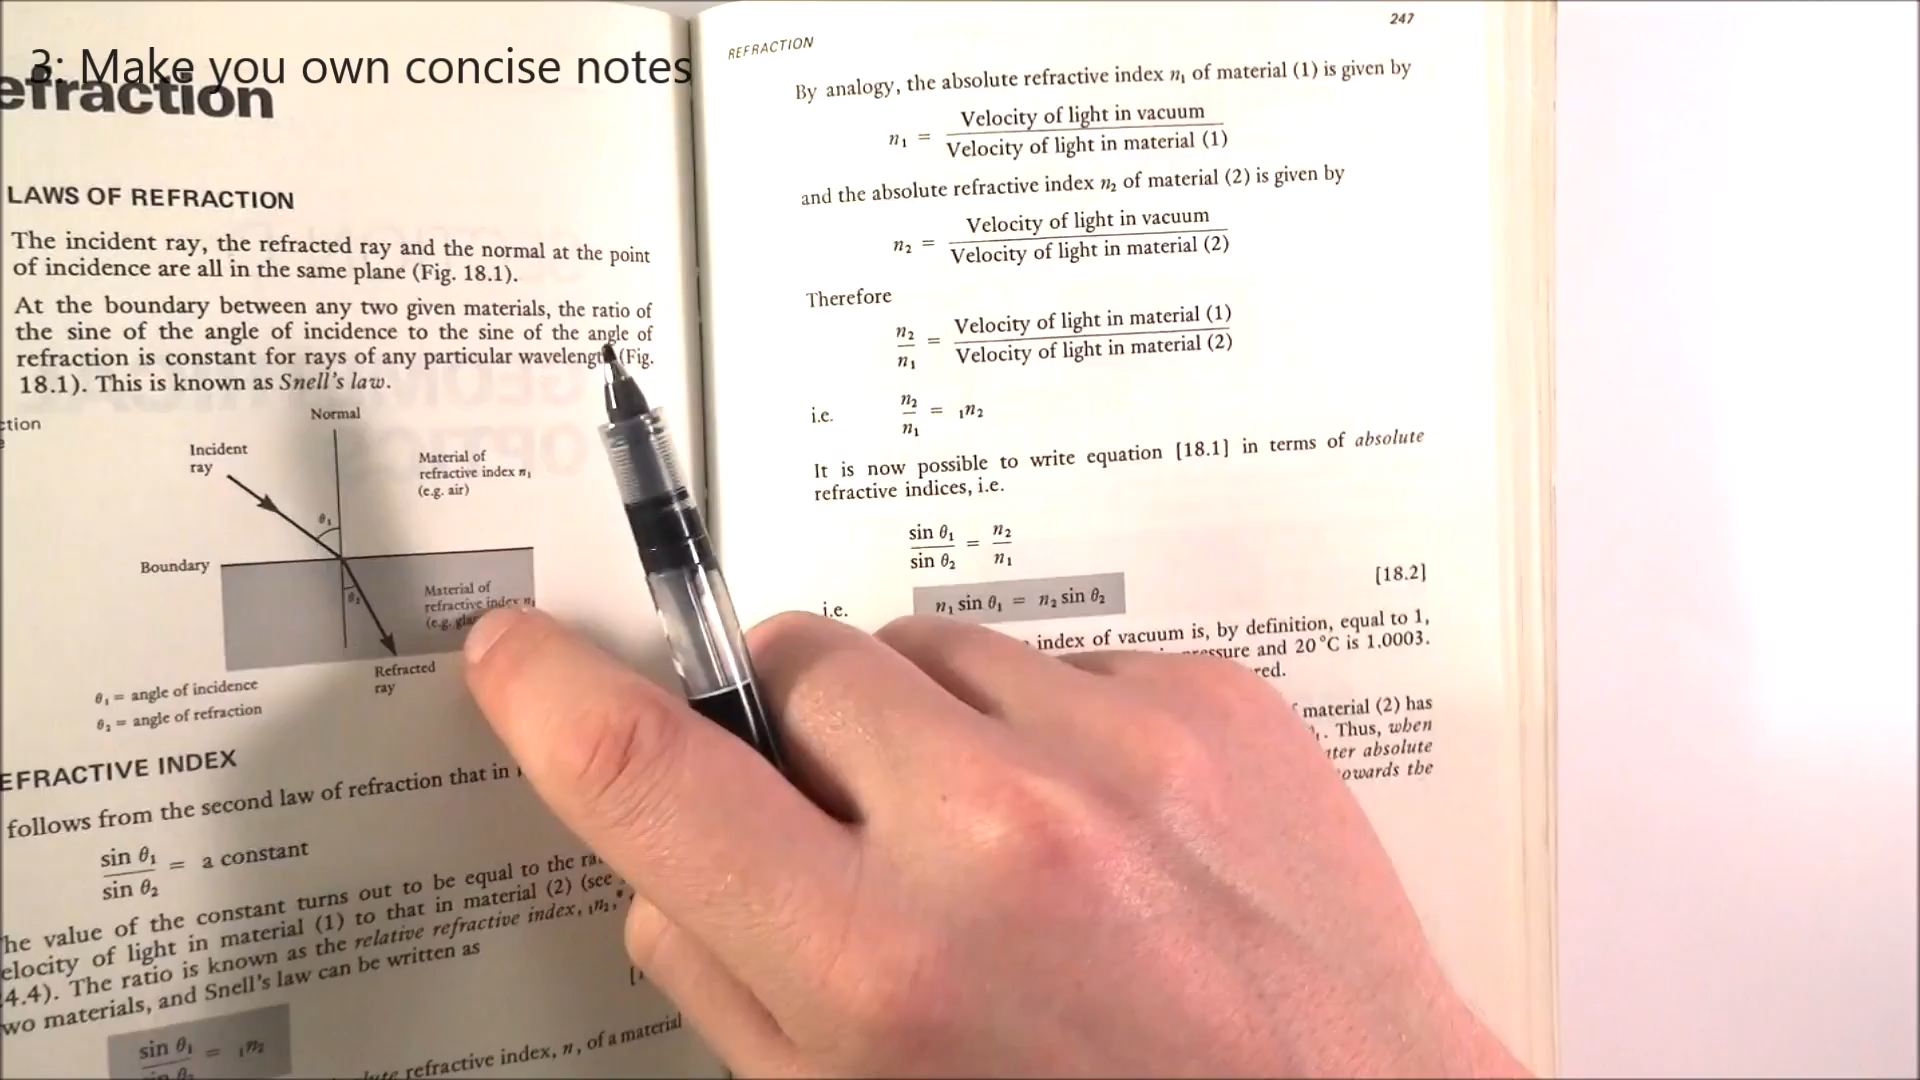 3: Make you own concise notes
efraction
LAWS OF REFRACTION
The incident ray, the refracted ray and the normal at the point
of incidence are all in the same plane (Fig. 18.1).
At the boundary between any two given materials, the ratio of
the sine of the angle of incidence to the sine of the angle of
refraction is constant for rays of any particular wavelengt (Fig.
18.1). This is known as Snell's law.
ction
Normal
Incident
ray
Material of
refractive index n₁
(e.g. air)
θ₁
Boundary
θ₂
Material of
refractive index n
(e.g. gla
Refracted
ray
θ₁ = angle of incidence
θ₂ = angle of refraction
EFRACTIVE INDEX
follows from the second law of refraction that in
sin θ₁
= a constant
sin θ₂
he value of the constant turns out to be equal to the ra
elocity of light in material (1) to that in material (2) (see
4.4). The ratio is known as the relative refractive index, ₁n₂,*
wo materials, and Snell's law can be written as
sin θ₁
= ₁n₂
sin θ₂
refractive index, n, of a material
REFRACTION
247
By analogy, the absolute refractive index n₁ of material (1) is given by
n₁ = Velocity of light in vacuum
Velocity of light in material (1)
and the absolute refractive index n₂ of material (2) is given by
n₂ = Velocity of light in vacuum
Velocity of light in material (2)
Therefore
n₂ = Velocity of light in material (1)
n₁ Velocity of light in material (2)
i.e. n₂ = ₁n₂
n₁
It is now possible to write equation [18.1] in terms of absolute
refractive indices, i.e.
sin θ₁ = n₂
sin θ₂ n₁
i.e. n₁ sin θ₁ = n₂ sin θ₂ [18.2]
index of vacuum is, by definition, equal to 1,
ressure and 20 °C is 1.0003.
red.
material (2) has
. Thus, when
ater absolute
owards the